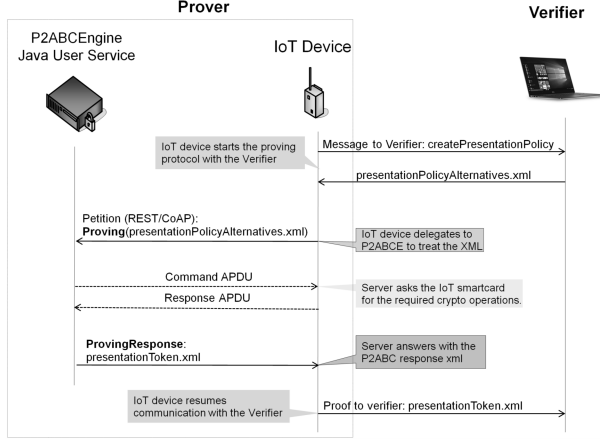 Prover
Verifier
P2ABCEngine
Java User Service
IoT Device
IoT device starts the proving
protocol with the Verifier
Message to Verifier: createPresentationPolicy
presentationPolicyAlternatives.xml
Petition (REST/CoAP):
Proving(presentationPolicyAlternatives.xml)
IoT device delegates to
P2ABCE to treat the XML
Command APDU
Response APDU
Server asks the IoT smartcard
for the required crypto operations.
ProvingResponse:
presentationToken.xml
Server answers with the
P2ABC response xml
IoT device resumes
communication with the Verifier
Proof to verifier: presentationToken.xml